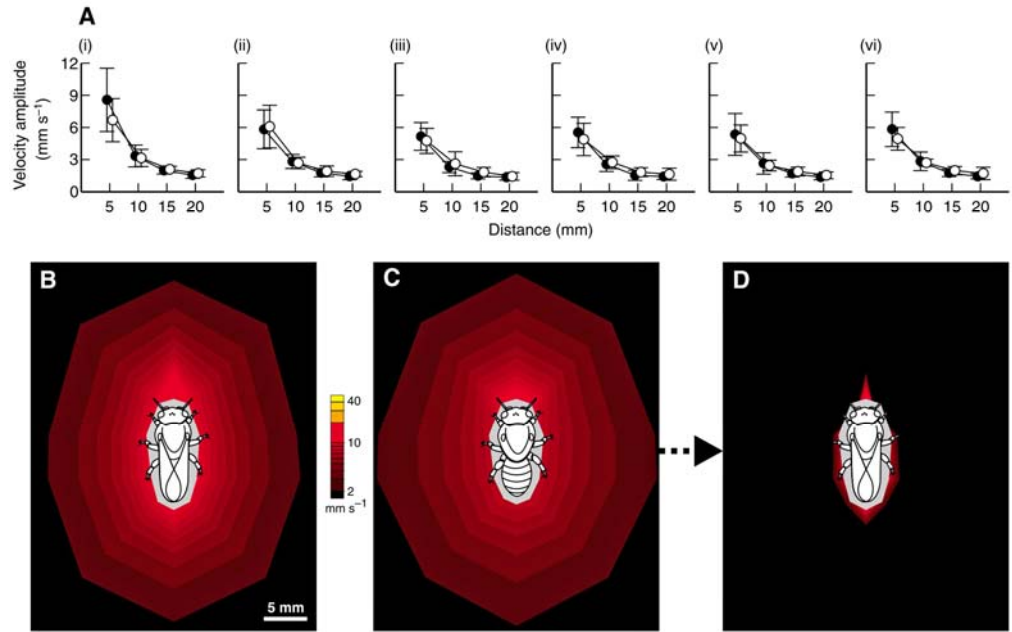 A
(i) (ii) (iii) (iv) (v) (vi)
Velocity amplitude
(mm s⁻¹)
12
9
6
3
0
5 10 15 20 5 10 15 20 5 10 15 20 5 10 15 20 5 10 15 20 5 10 15 20
Distance (mm)
B
C
D
40
10
2
mm s⁻¹
5 mm